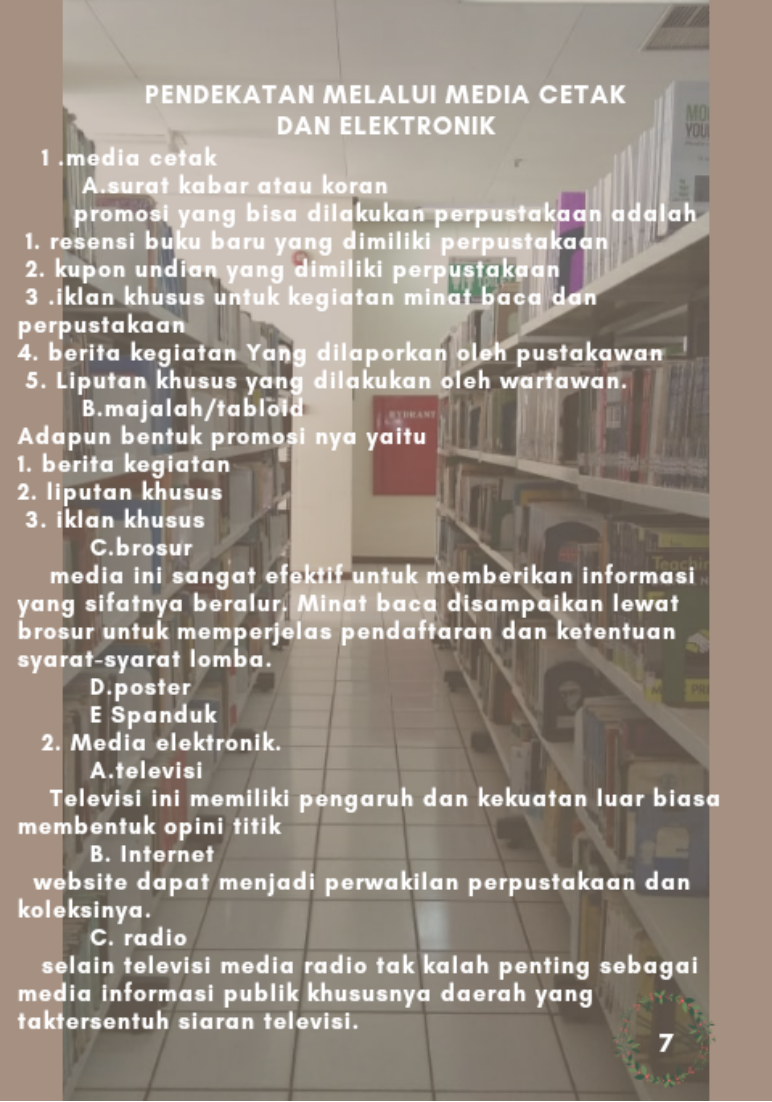 PENDEKATAN MELALUI MEDIA CETAK
DAN ELEKTRONIK
1 .media cetak
A.surat kabar atau koran
promosi yang bisa dilakukan perpustakaan adalah
1. resensi buku baru yang dimiliki perpustakaan
2. kupon undian yang dimiliki perpustakaan
3 .iklan khusus untuk kegiatan minat baca dan
perpustakaan
4. berita kegiatan Yang dilaporkan oleh pustakawan
5. Liputan khusus yang dilakukan oleh wartawan.
B.majalah/tabloid
HYDRANT
Adapun bentuk promosi nya yaitu
1. berita kegiatan
2. liputan khusus
3. iklan khusus
C.brosur
media ini sangat efektif untuk memberikan informasi
yang sifatnya beralur. Minat baca disampaikan lewat
brosur untuk memperjelas pendaftaran dan ketentuan
syarat-syarat lomba.
D.poster
E Spanduk
2. Media elektronik.
A.televisi
Televisi ini memiliki pengaruh dan kekuatan luar biasa
membentuk opini titik
B. Internet
website dapat menjadi perwakilan perpustakaan dan
koleksinya.
C. radio
selain televisi media radio tak kalah penting sebagai
media informasi publik khususnya daerah yang
taktersentuh siaran televisi.
7